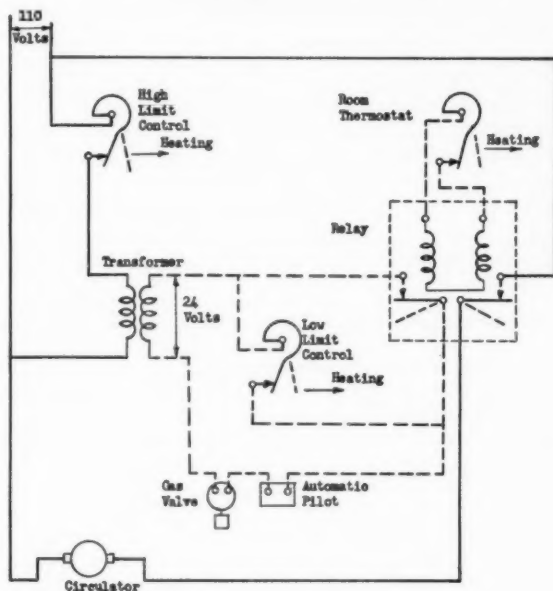 110
Volts
High
Limit
Control
Heating
Room
Thermostat
Heating
Relay
Transformer
24
Volts
Low
Limit
Control
Heating
Gas
Valve
Automatic
Pilot
Circulator